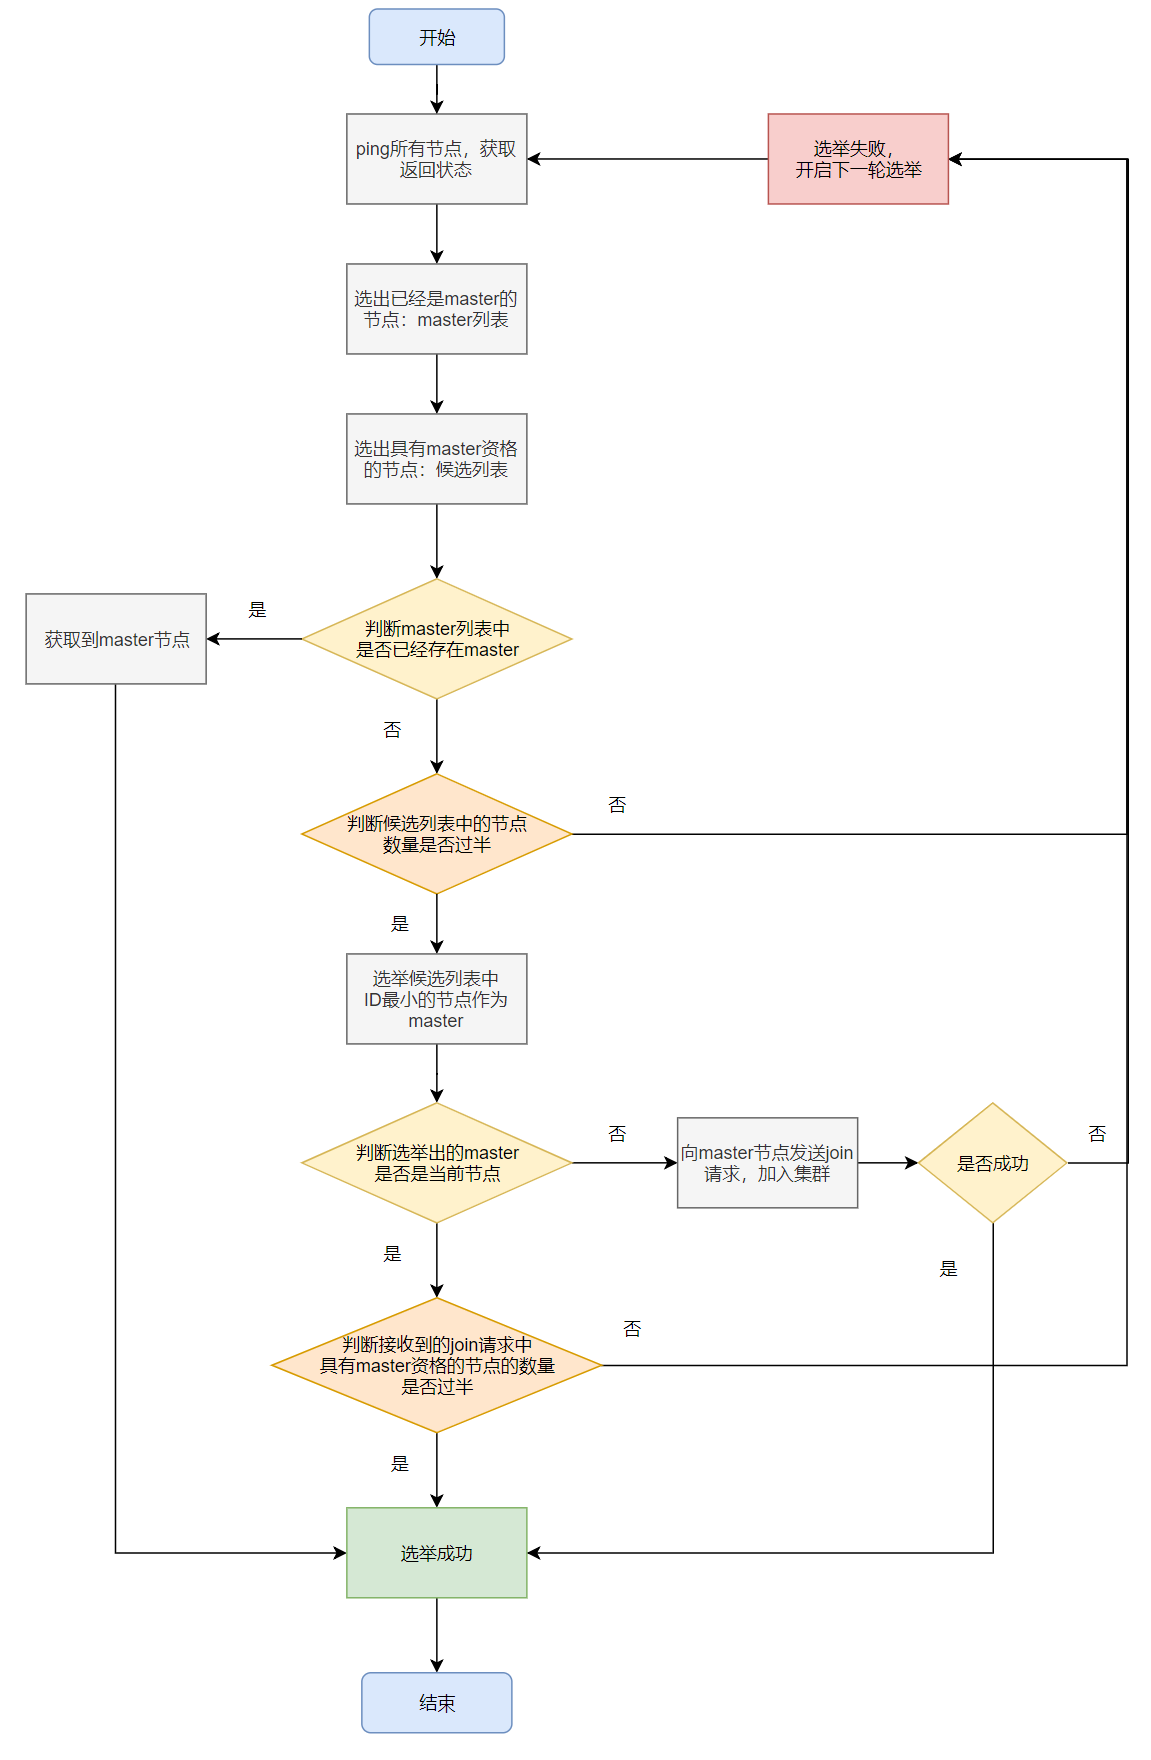 开始
ping所有节点，获取
返回状态
选举失败，
开启下一轮选举
选出已经是master的
节点：master列表
选出具有master资格
的节点：候选列表
是
获取到master节点
判断master列表中
是否已经存在master
否
否
判断候选列表中的节点
数量是否过半
是
选举候选列表中
ID最小的节点作为
master
判断选举出的master
是否是当前节点
否
向master节点发送join
请求，加入集群
是否成功
否
是
是
判断接收到的join请求中
具有master资格的节点的数量
是否过半
否
是
选举成功
结束